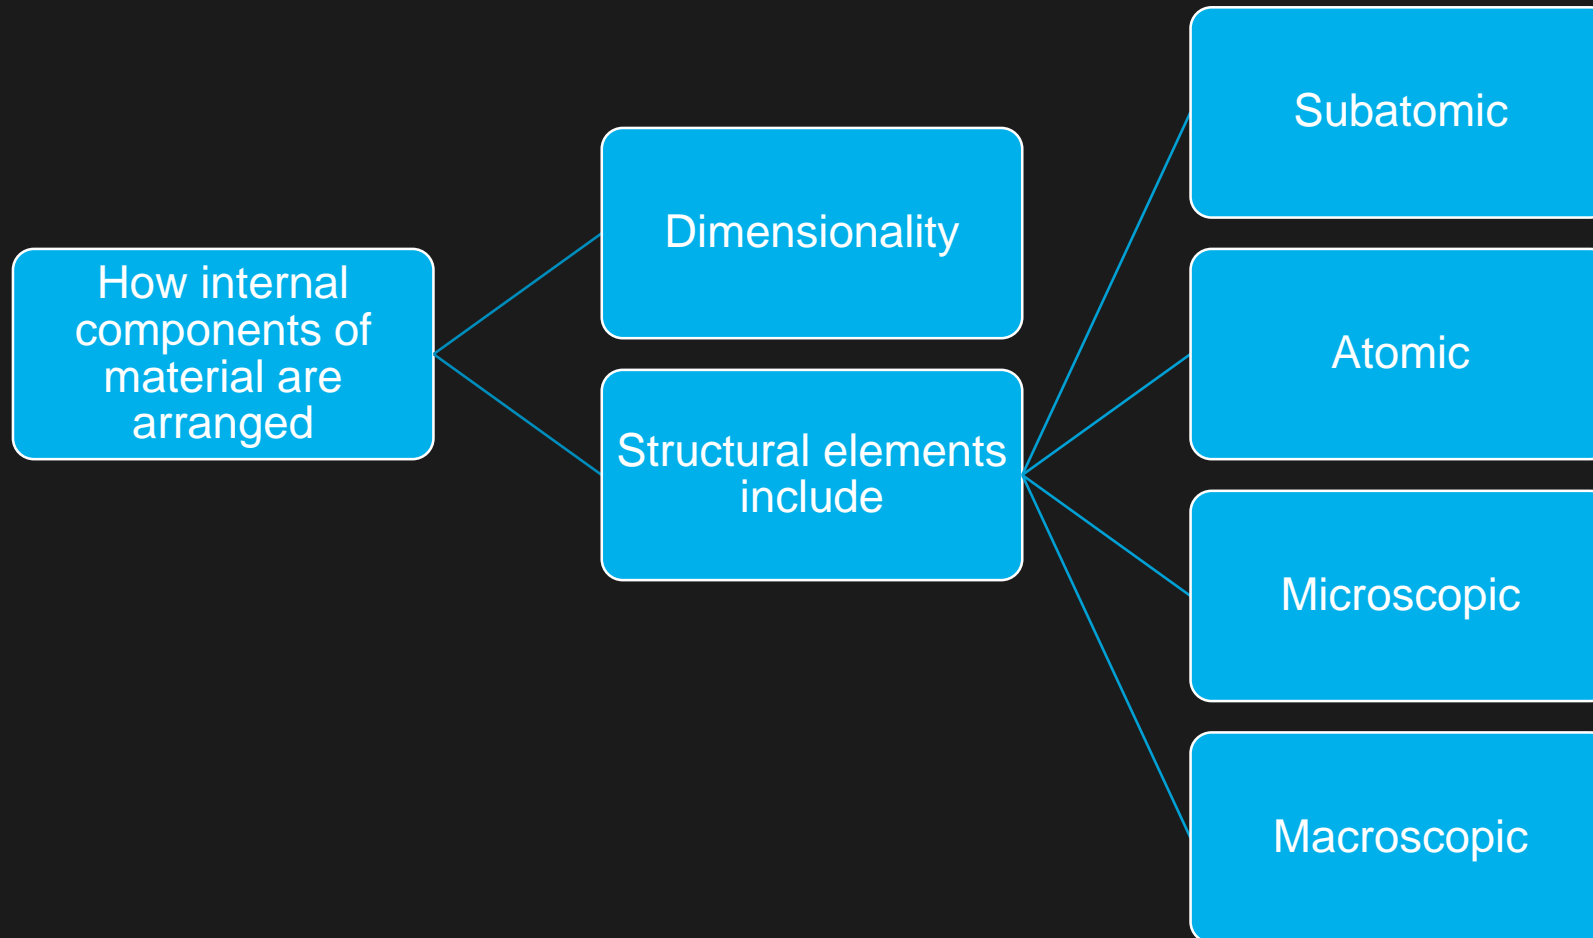 How internal
components of
material are
arranged
Dimensionality
Structural elements
include
Subatomic
Atomic
Microscopic
Macroscopic